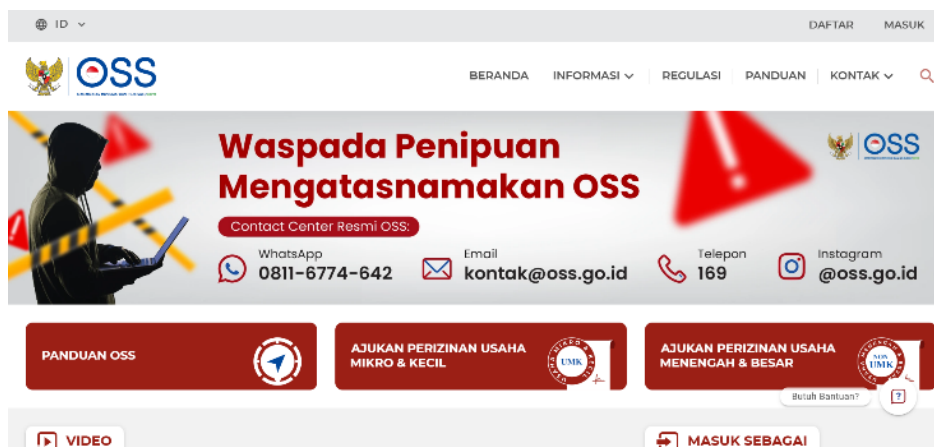 ID
DAFTAR MASUK
OSS
BERANDA INFORMASI REGULASI PANDUAN KONTAK
Waspada Penipuan
Mengatasnamakan OSS
OSS
Contact Center Resmi OSS:
WhatsApp
0811-6774-642
Email
kontak@oss.go.id
Telepon
169
Instagram
@oss.go.id
PANDUAN OSS
AJUKAN PERIZINAN USAHA
MIKRO & KECIL
UMK
AJUKAN PERIZINAN USAHA
MENENGAH & BESAR
NON
UMK
Butuh Bantuan?
VIDEO
MASUK SEBAGAI